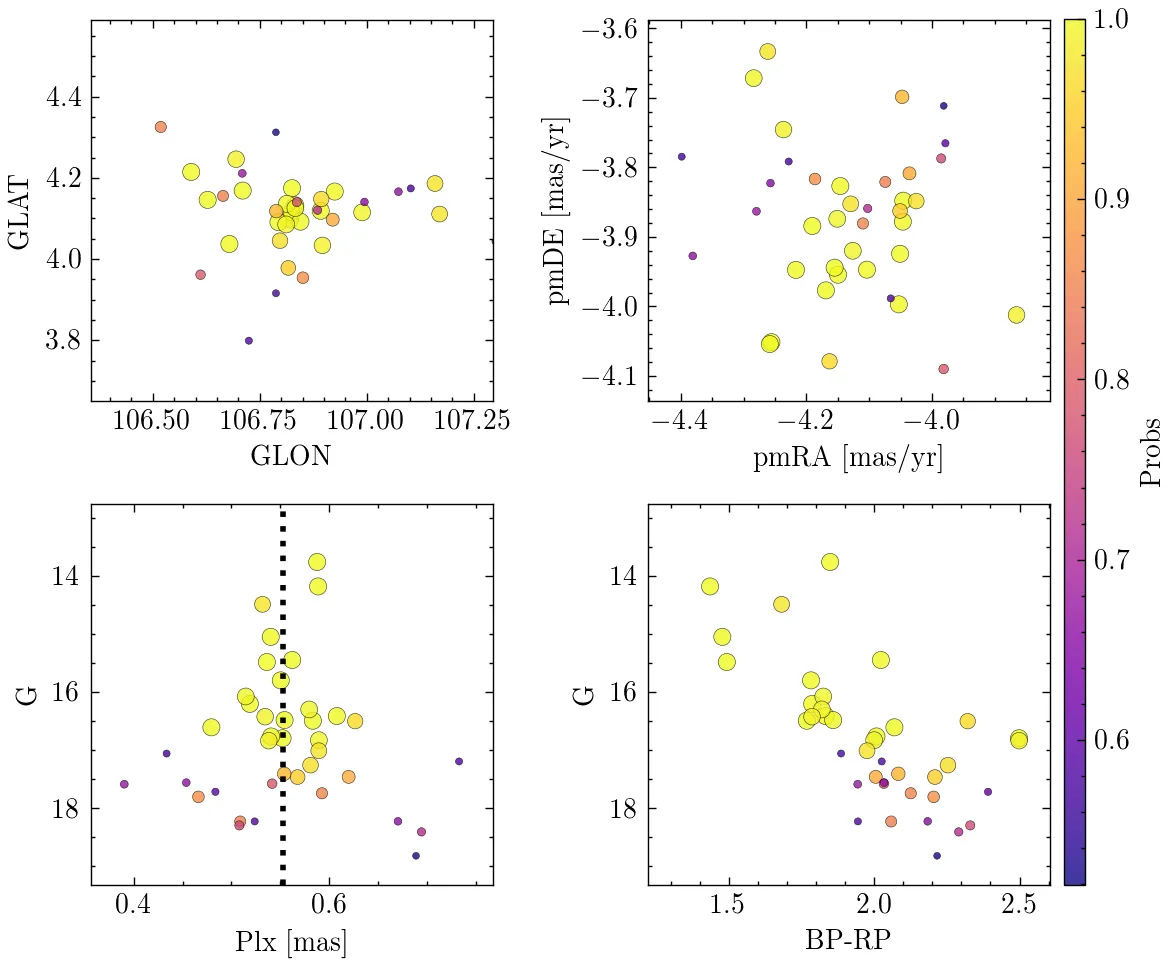 4.4
4.2
4.0
3.8
GLAT
106.50 106.75 107.00 107.25
GLON
−3.6
−3.7
−3.8
−3.9
−4.0
−4.1
pmDE [mas/yr]
−4.4 −4.2 −4.0
pmRA [mas/yr]
14
16
18
G
0.4 0.6
Plx [mas]
14
16
18
G
1.5 2.0 2.5
BP-RP
1.0
0.9
0.8
0.7
0.6
Probs